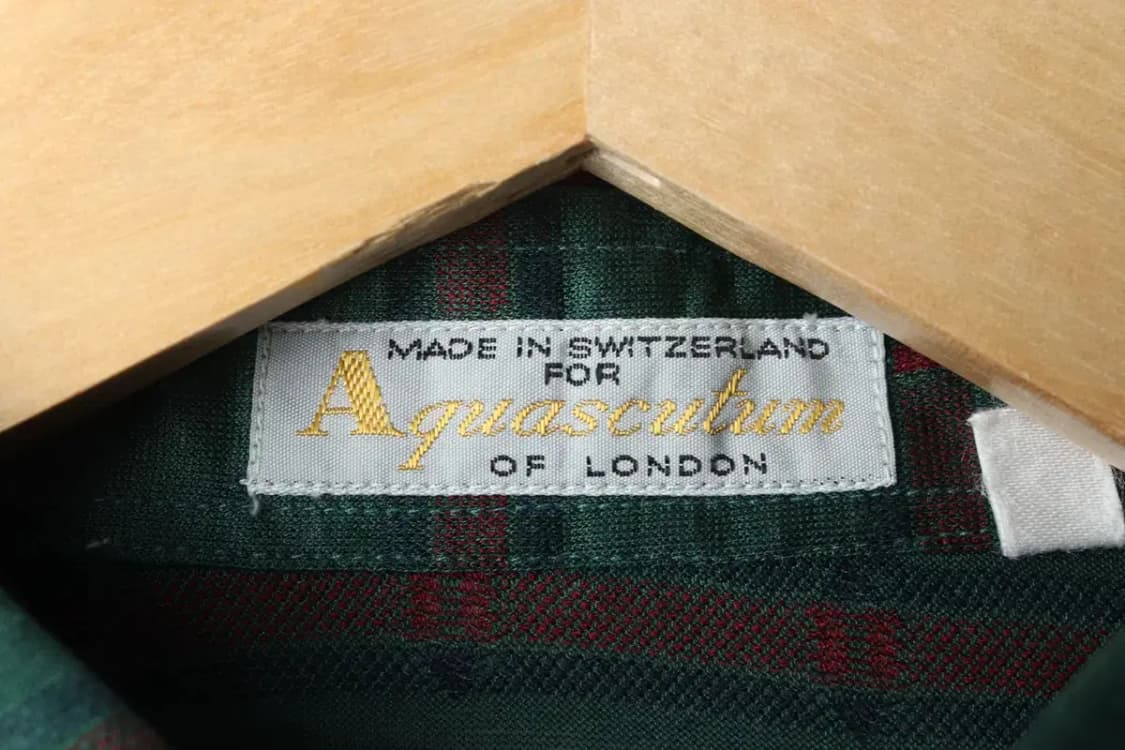 MADE IN SWITZERLAND
FOR
Aquascutum
OF LONDON